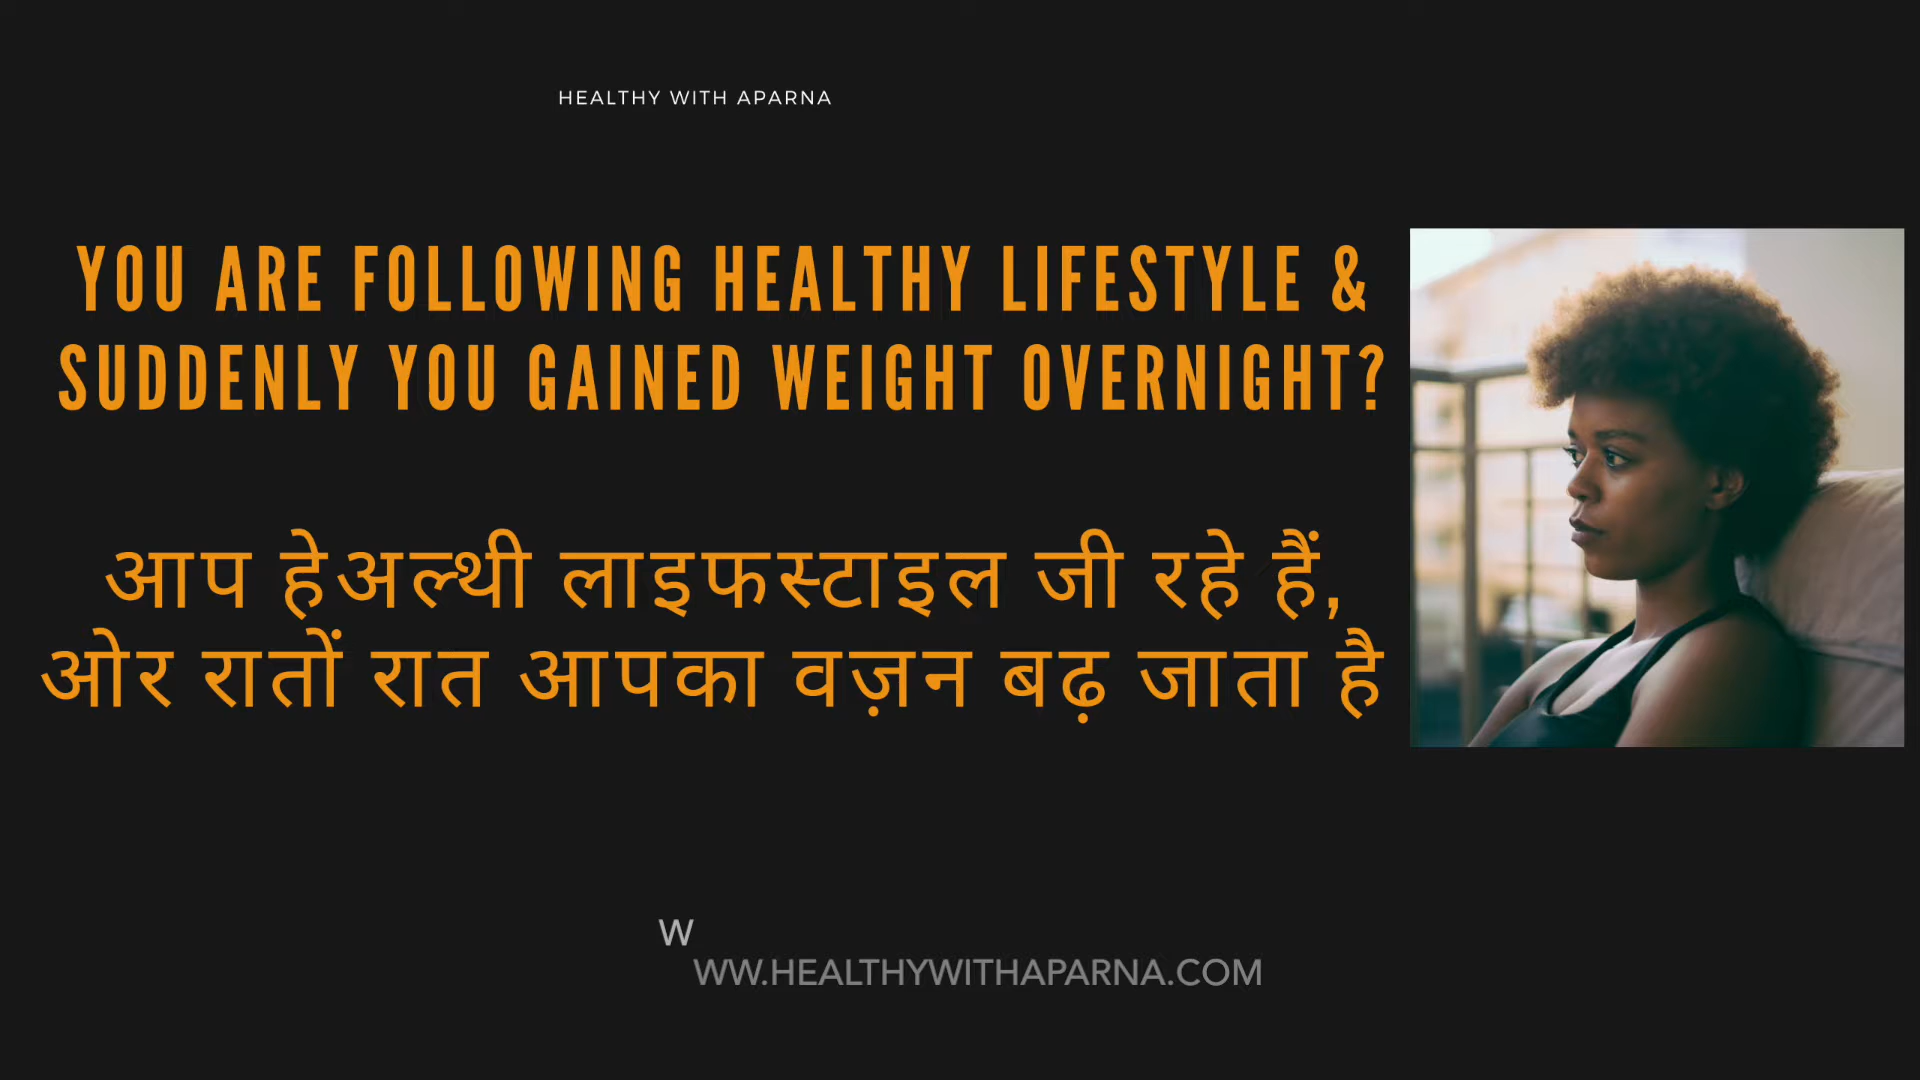 HEALTHY WITH APARNA
YOU ARE FOLLOWING HEALTHY LIFESTYLE &
SUDDENLY YOU GAINED WEIGHT OVERNIGHT?
आप हेअल्थी लाइफस्टाइल जी रहे हैं,
ओर रातों रात आपका वज़न बढ़ जाता है
W
WW.HEALTHYWITHAPARNA.COM